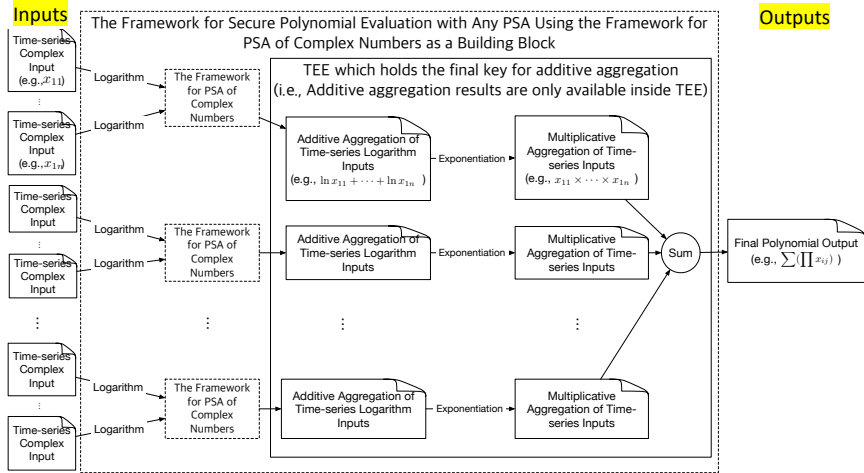 Inputs
Outputs
The Framework for Secure Polynomial Evaluation with Any PSA Using the Framework for
PSA of Complex Numbers as a Building Block
TEE which holds the final key for additive aggregation
(i.e., Additive aggregation results are only available inside TEE)
Time-series
Complex
Input
(e.g., x₁₁)
Logarithm
...
Time-series
Complex
Input
(e.g., x₁ₙ)
Logarithm
The Framework
for PSA of
Complex
Numbers
Additive Aggregation of
Time-series Logarithm
Inputs
(e.g., ln x₁₁ + ⋯ + ln x₁ₙ )
Exponentiation
Multiplicative
Aggregation of Time-
series Inputs
(e.g., x₁₁ × ⋯ × x₁ₙ )
Time-series
Complex
Input
Logarithm
...
Time-series
Complex
Input
Logarithm
The Framework
for PSA of
Complex
Numbers
Additive Aggregation of
Time-series Logarithm
Inputs
Exponentiation
Multiplicative
Aggregation of Time-
series Inputs
Sum
Final Polynomial Output
(e.g., ∑(∏ xᵢⱼ) )
⋮ ⋮ ⋮ ⋮
Time-series
Complex
Input
Logarithm
...
Time-series
Complex
Input
Logarithm
The Framework
for PSA of
Complex
Numbers
Additive Aggregation of
Time-series Logarithm
Inputs
Exponentiation
Multiplicative
Aggregation of Time-
series Inputs